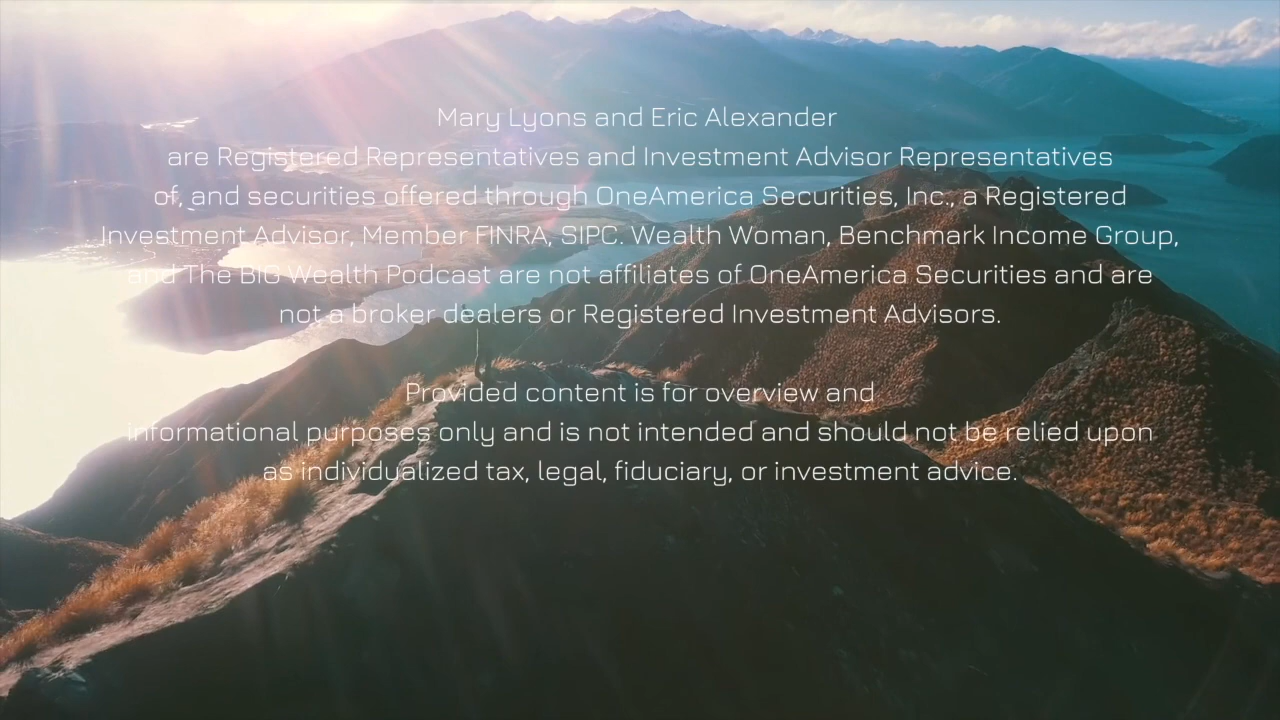 Mary Lyons and Eric Alexander
are Registered Representatives and Investment Advisor Representatives
of, and securities offered through OneAmerica Securities, Inc., a Registered
Investment Advisor, Member FINRA, SIPC. Wealth Woman, Benchmark Income Group,
and The BIG Wealth Podcast are not affiliates of OneAmerica Securities and are
not a broker dealers or Registered Investment Advisors.
Provided content is for overview and
informational purposes only and is not intended and should not be relied upon
as individualized tax, legal, fiduciary, or investment advice.